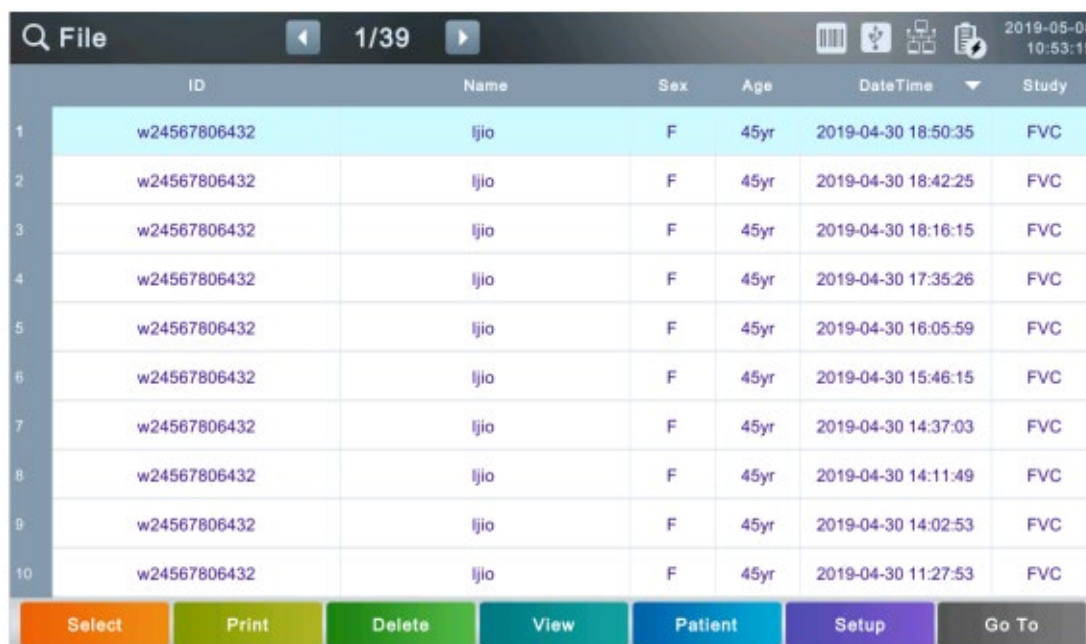 File 1/39 2019-05-0
10:53:1
ID Name Sex Age DateTime Study
1 w24567806432 ljio F 45yr 2019-04-30 18:50:35 FVC
2 w24567806432 ljio F 45yr 2019-04-30 18:42:25 FVC
3 w24567806432 ljio F 45yr 2019-04-30 18:16:15 FVC
4 w24567806432 ljio F 45yr 2019-04-30 17:35:26 FVC
5 w24567806432 ljio F 45yr 2019-04-30 16:05:59 FVC
6 w24567806432 ljio F 45yr 2019-04-30 15:46:15 FVC
7 w24567806432 ljio F 45yr 2019-04-30 14:37:03 FVC
8 w24567806432 ljio F 45yr 2019-04-30 14:11:49 FVC
9 w24567806432 ljio F 45yr 2019-04-30 14:02:53 FVC
10 w24567806432 ljio F 45yr 2019-04-30 11:27:53 FVC
Select Print Delete View Patient Setup Go To